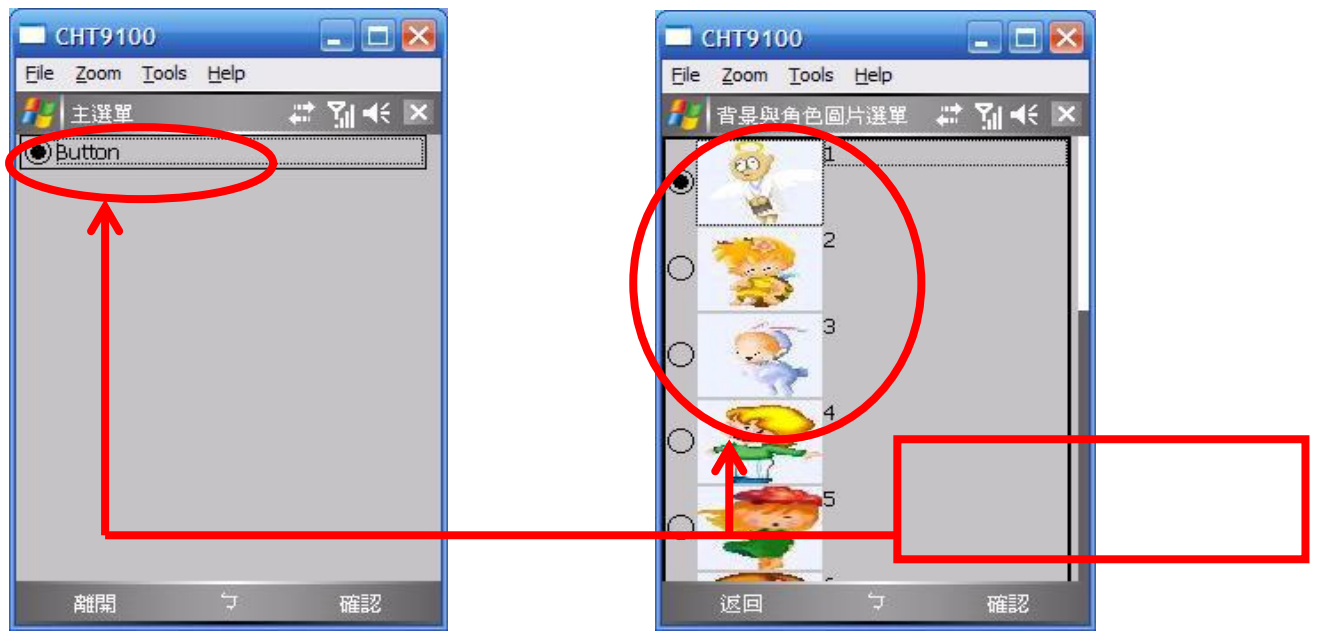 CHT9100
File Zoom Tools Help
主選單
Button
離開 ㄅ 確認
CHT9100
File Zoom Tools Help
背景與角色圖片選單
1
2
3
4
5
返回 ㄅ 確認